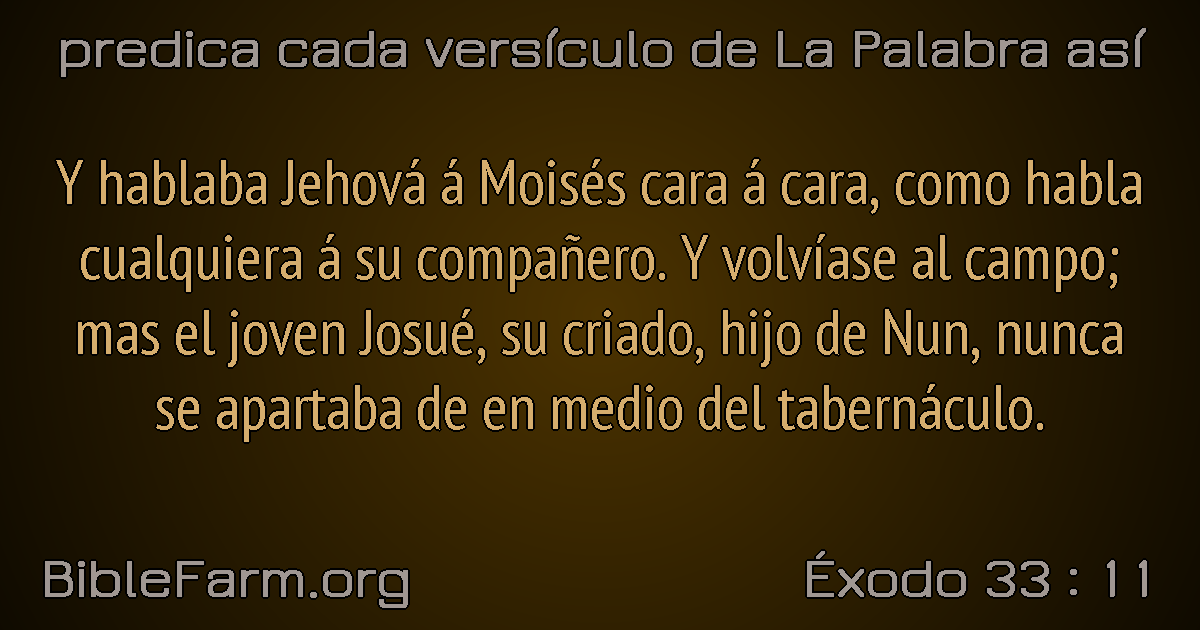 predica cada versículo de La Palabra así
Y hablaba Jehová á Moisés cara á cara, como habla
cualquiera á su compañero. Y volvíase al campo;
mas el joven Josué, su criado, hijo de Nun, nunca
se apartaba de en medio del tabernáculo.
BibleFarm.org
Éxodo 33 : 11